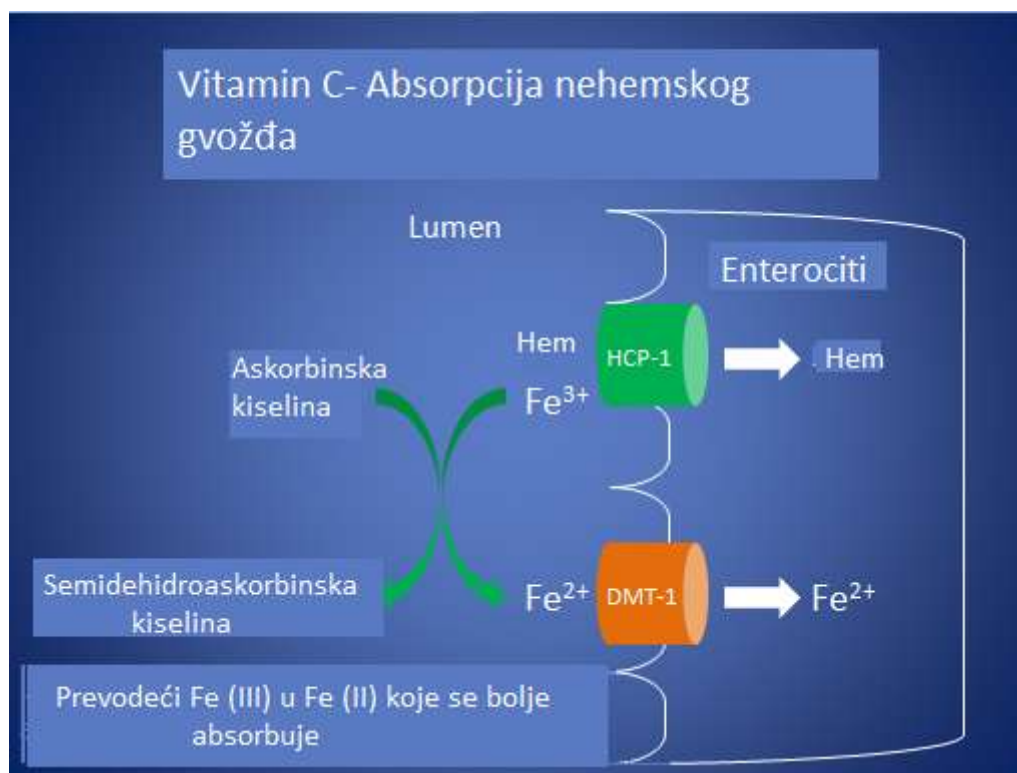 Vitamin C- Absorpcija nehemskog
gvožđa
Lumen
Enterociti
Hem
HCP-1
Hem
Askorbinska
kiselina
Fe³⁺
Semidehidroaskorbinska
kiselina
Fe²⁺
DMT-1
Fe²⁺
Prevodeći Fe (III) u Fe (II) koje se bolje
absorbuje